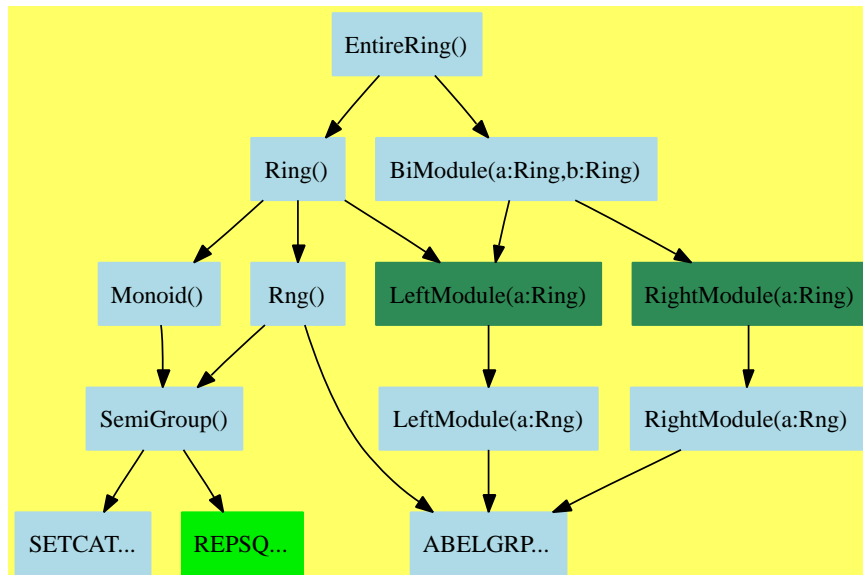 EntireRing()
Ring()
BiModule(a:Ring,b:Ring)
Monoid()
Rng()
LeftModule(a:Ring)
RightModule(a:Ring)
SemiGroup()
LeftModule(a:Rng)
RightModule(a:Rng)
SETCAT...
REPSQ...
ABELGRP...